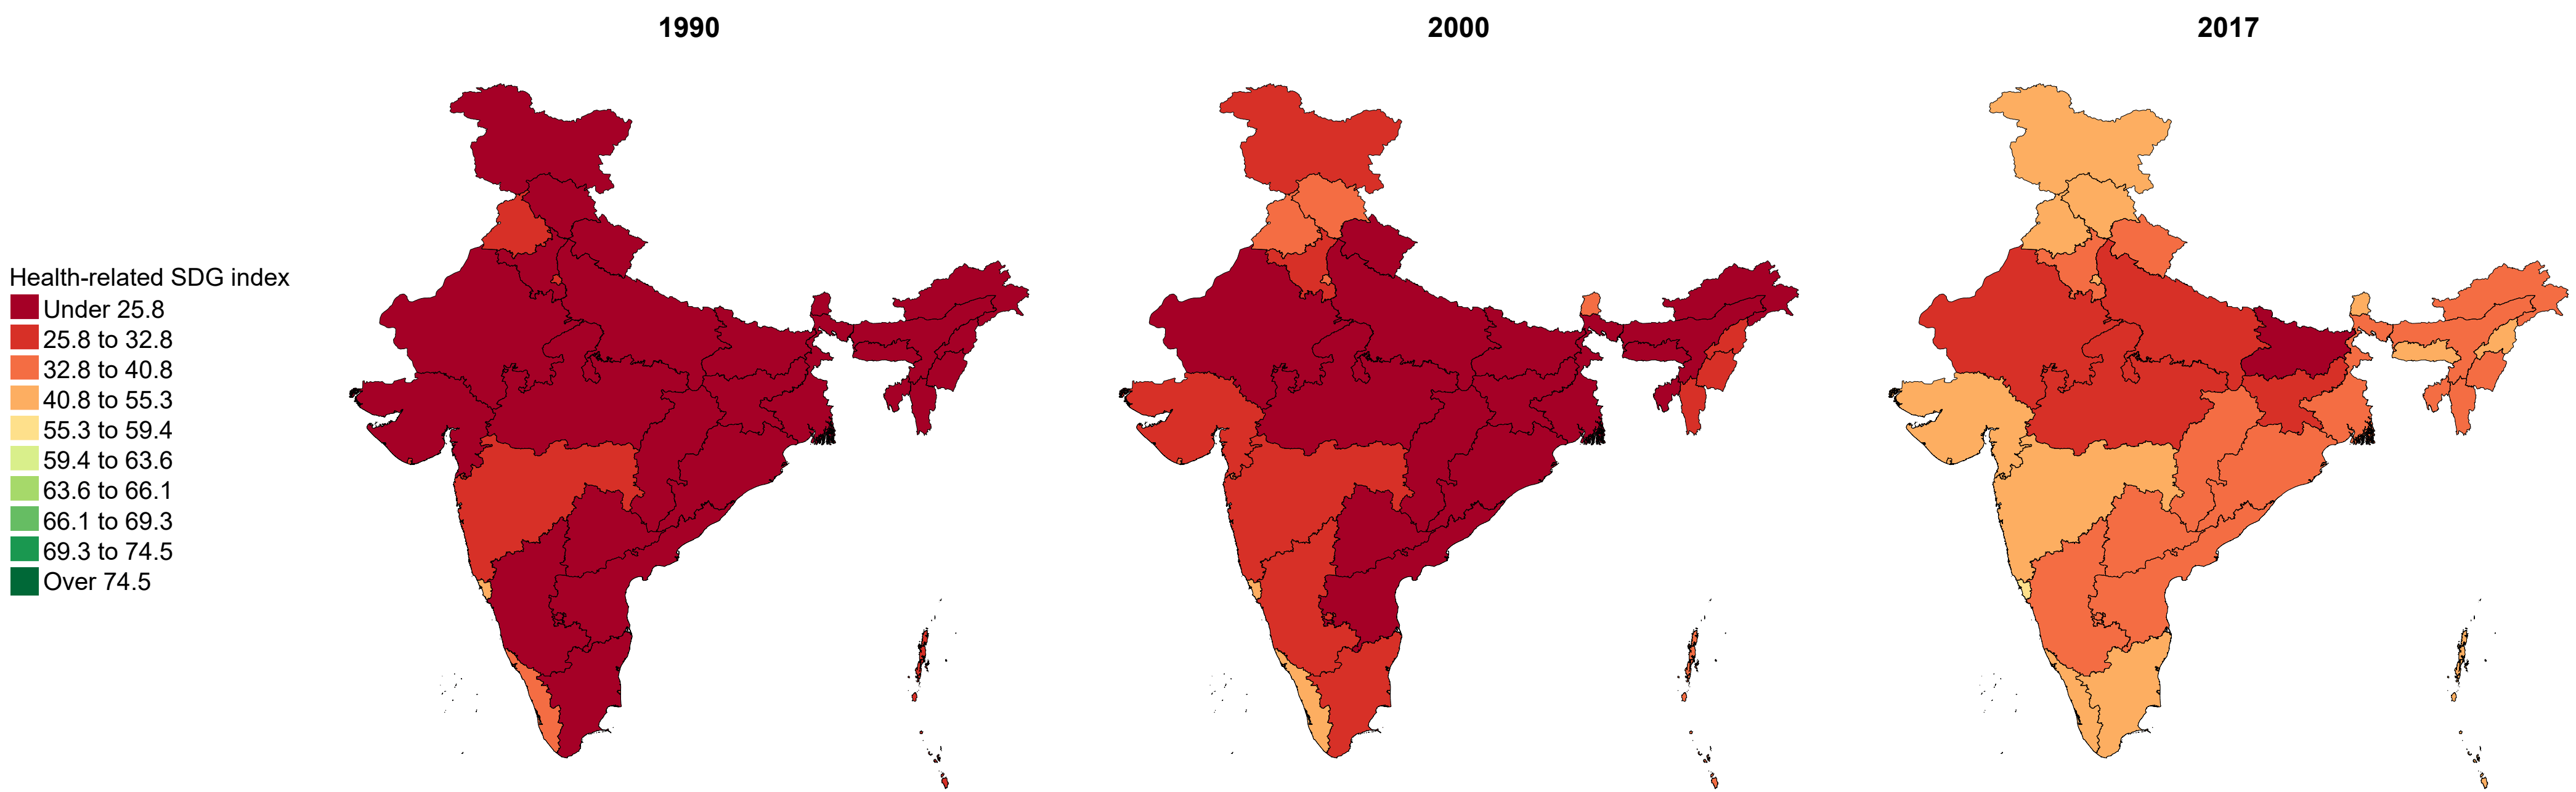 1990
2000
2017
Health-related SDG index
Under 25.8
25.8 to 32.8
32.8 to 40.8
40.8 to 55.3
55.3 to 59.4
59.4 to 63.6
63.6 to 66.1
66.1 to 69.3
69.3 to 74.5
Over 74.5